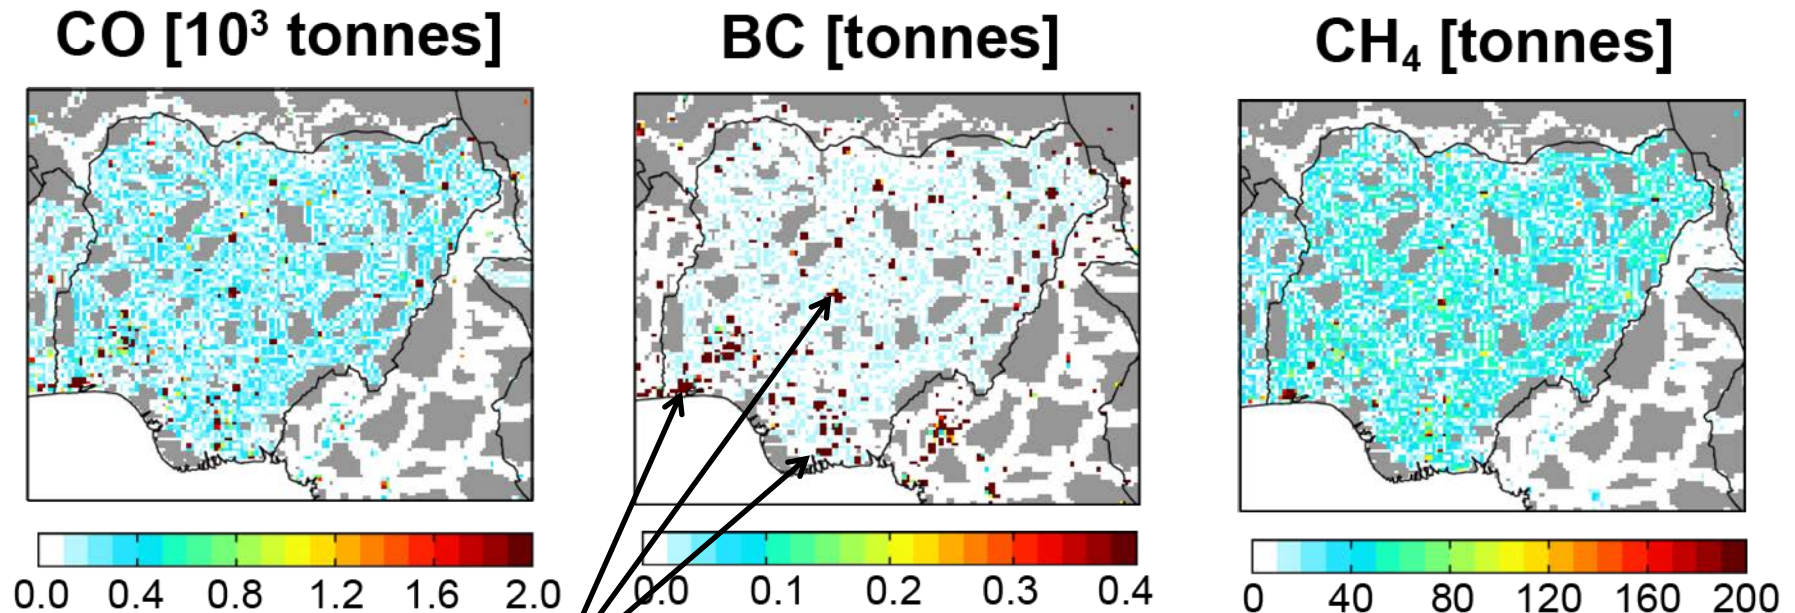 CO [10³ tonnes]
BC [tonnes]
CH₄ [tonnes]
0.0 0.4 0.8 1.2 1.6 2.0
0.0 0.1 0.2 0.3 0.4
0 40 80 120 160 200